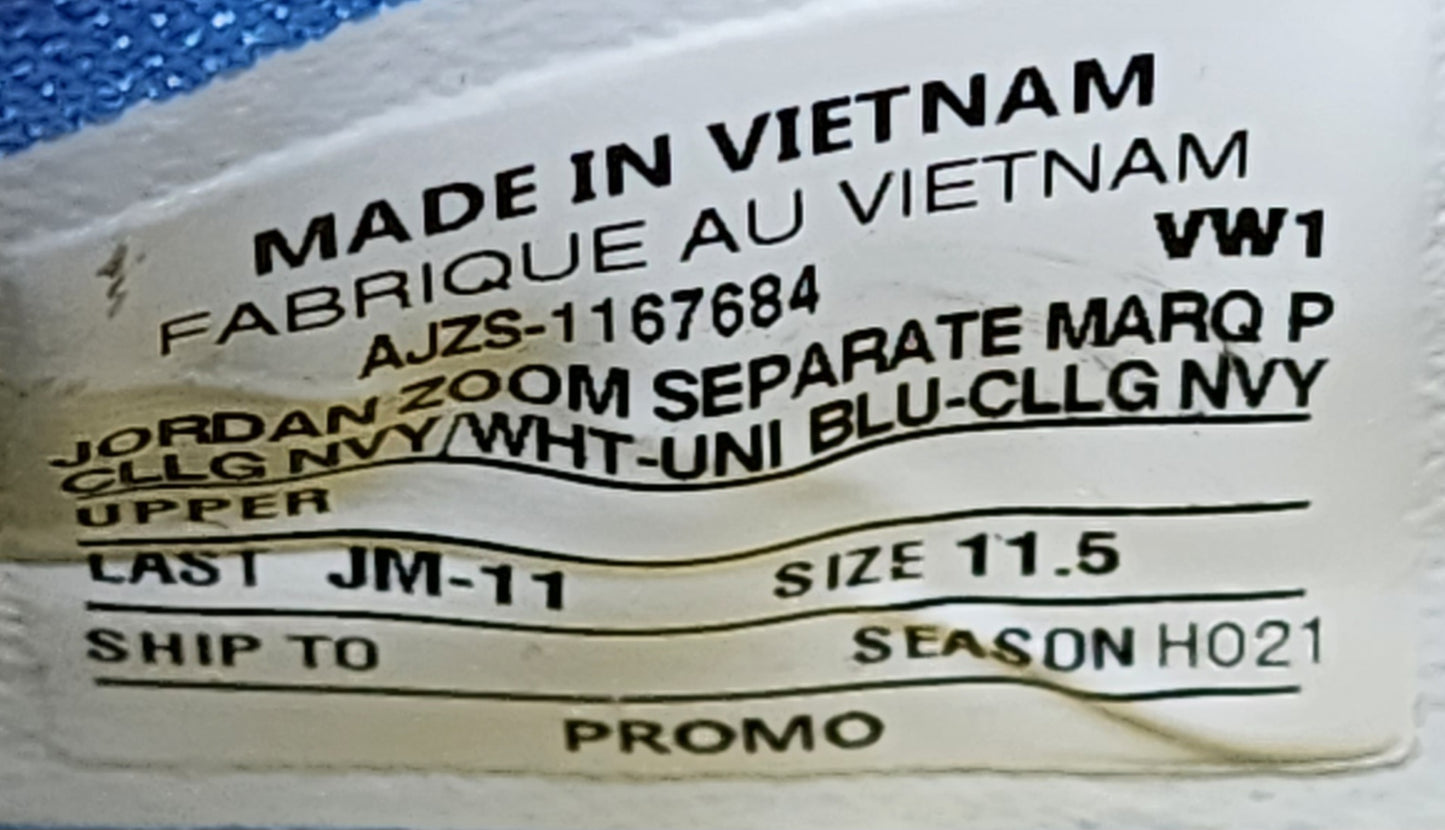 MADE IN VIETNAM
FABRIQUE AU VIETNAM
VW1
AJZS-1167684
JORDAN ZOOM SEPARATE MARQ P
CLLG NVY/WHT-UNI BLU-CLLG NVY
UPPER
LAST JM-11 SIZE 11.5
SHIP TO SEASON HO21
PROMO